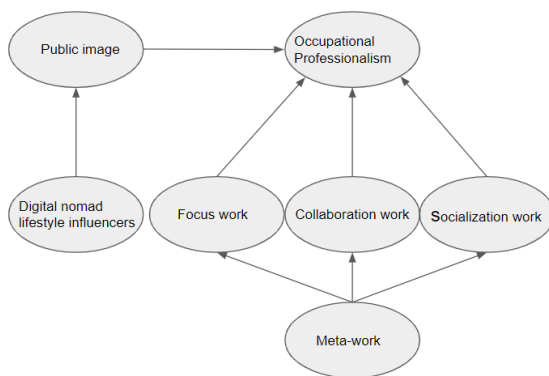 Public image
Occupational
Professionalism
Digital nomad
lifestyle influencers
Focus work
Collaboration work
Socialization work
Meta-work